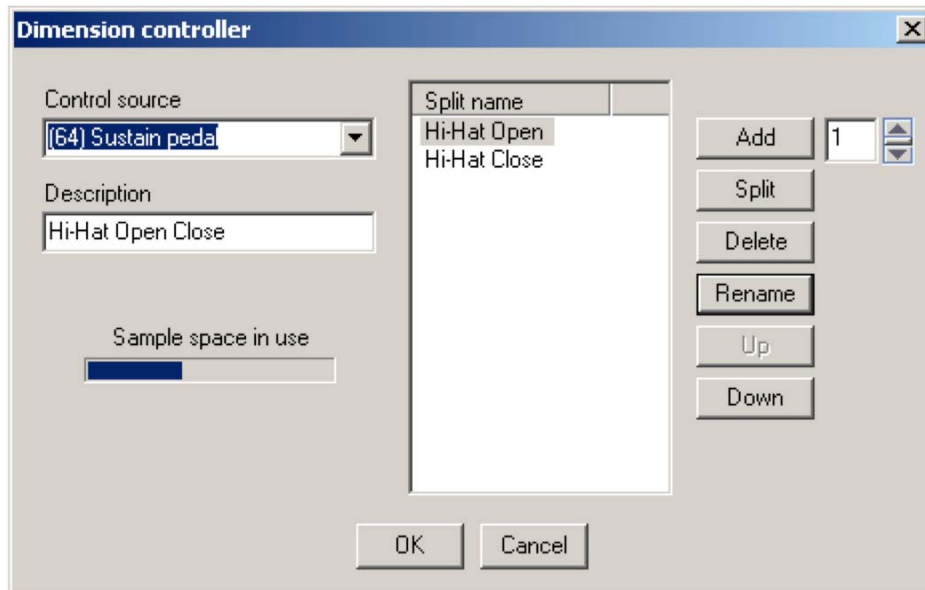 Dimension controller
Control source
(64) Sustain pedal
Description
Hi-Hat Open Close
Sample space in use
Split name
Hi-Hat Open
Hi-Hat Close
Add
1
Split
Delete
Rename
Up
Down
OK
Cancel